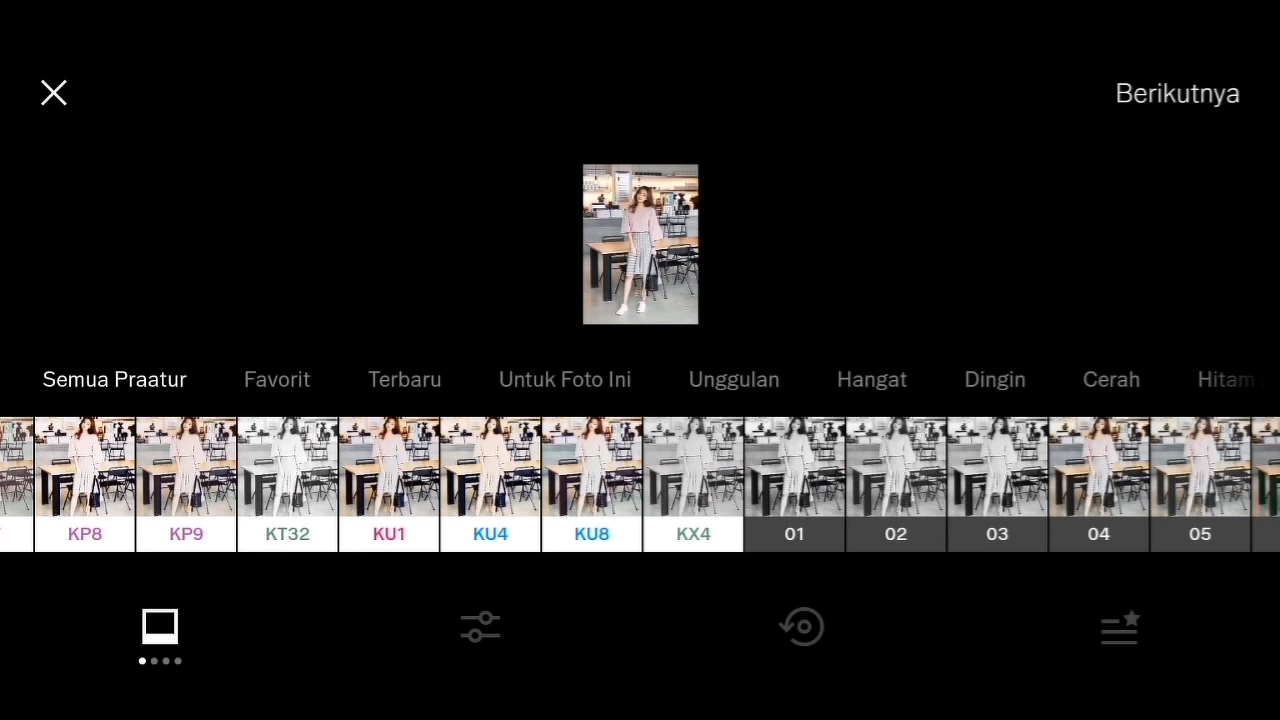 Berikutnya
Semua Praatur Favorit Terbaru Untuk Foto Ini Unggulan Hangat Dingin Cerah Hitam
KP8 KP9 KT32 KU1 KU4 KU8 KX4 01 02 03 04 05